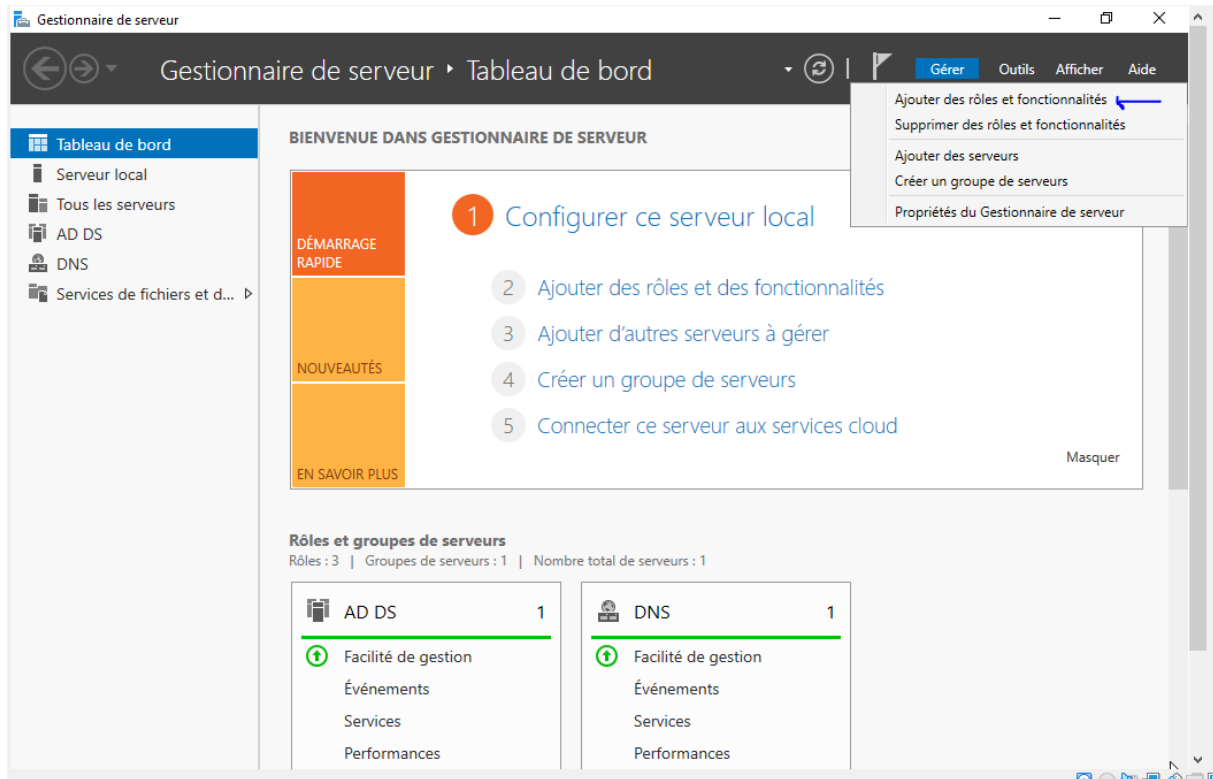 Gestionnaire de serveur
Gestionnaire de serveur ‣ Tableau de bord
Gérer Outils Afficher Aide
Ajouter des rôles et fonctionnalités
Supprimer des rôles et fonctionnalités
Ajouter des serveurs
Créer un groupe de serveurs
Propriétés du Gestionnaire de serveur
Tableau de bord
Serveur local
Tous les serveurs
AD DS
DNS
Services de fichiers et d...
BIENVENUE DANS GESTIONNAIRE DE SERVEUR
DÉMARRAGE
RAPIDE
NOUVEAUTÉS
EN SAVOIR PLUS
1 Configurer ce serveur local
2 Ajouter des rôles et des fonctionnalités
3 Ajouter d’autres serveurs à gérer
4 Créer un groupe de serveurs
5 Connecter ce serveur aux services cloud
Masquer
Rôles et groupes de serveurs
Rôles : 3 | Groupes de serveurs : 1 | Nombre total de serveurs : 1
AD DS 1
Facilité de gestion
Événements
Services
Performances
DNS 1
Facilité de gestion
Événements
Services
Performances